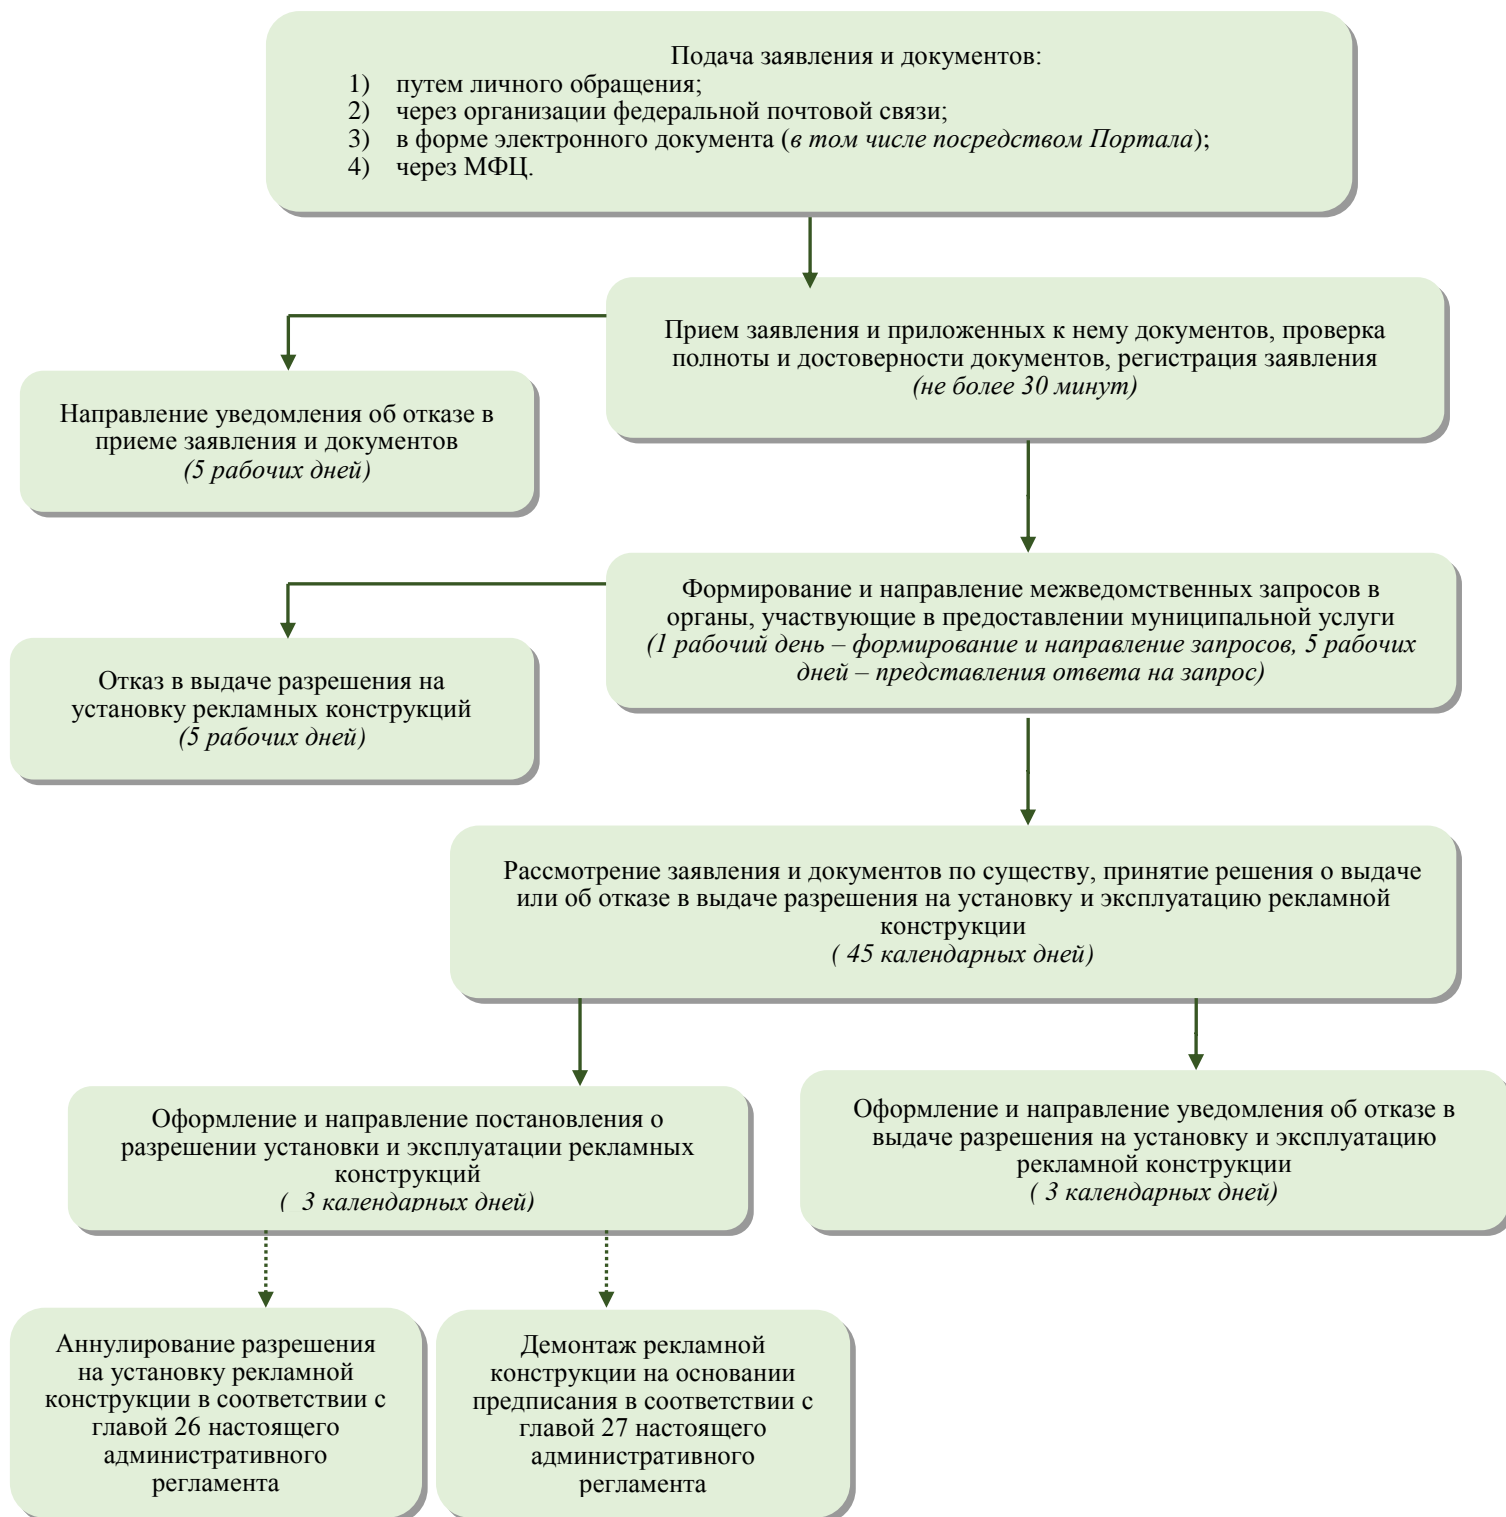 Подача заявления и документов:
1) путем личного обращения;
2) через организации федеральной почтовой связи;
3) в форме электронного документа (в том числе посредством Портала);
4) через МФЦ.
Прием заявления и приложенных к нему документов, проверка
полноты и достоверности документов, регистрация заявления
(не более 30 минут)
Направление уведомления об отказе в
приеме заявления и документов
(5 рабочих дней)
Формирование и направление межведомственных запросов в
органы, участвующие в предоставлении муниципальной услуги
(1 рабочий день – формирование и направление запросов, 5 рабочих
дней – представления ответа на запрос)
Отказ в выдаче разрешения на
установку рекламных конструкций
(5 рабочих дней)
Рассмотрение заявления и документов по существу, принятие решения о выдаче
или об отказе в выдаче разрешения на установку и эксплуатацию рекламной
конструкции
( 45 календарных дней)
Оформление и направление постановления о
разрешении установки и эксплуатации рекламных
конструкций
( 3 календарных дней)
Оформление и направление уведомления об отказе в
выдаче разрешения на установку и эксплуатацию
рекламной конструкции
( 3 календарных дней)
Аннулирование разрешения
на установку рекламной
конструкции в соответствии с
главой 26 настоящего
административного
регламента
Демонтаж рекламной
конструкции на основании
предписания в соответствии с
главой 27 настоящего
административного
регламента